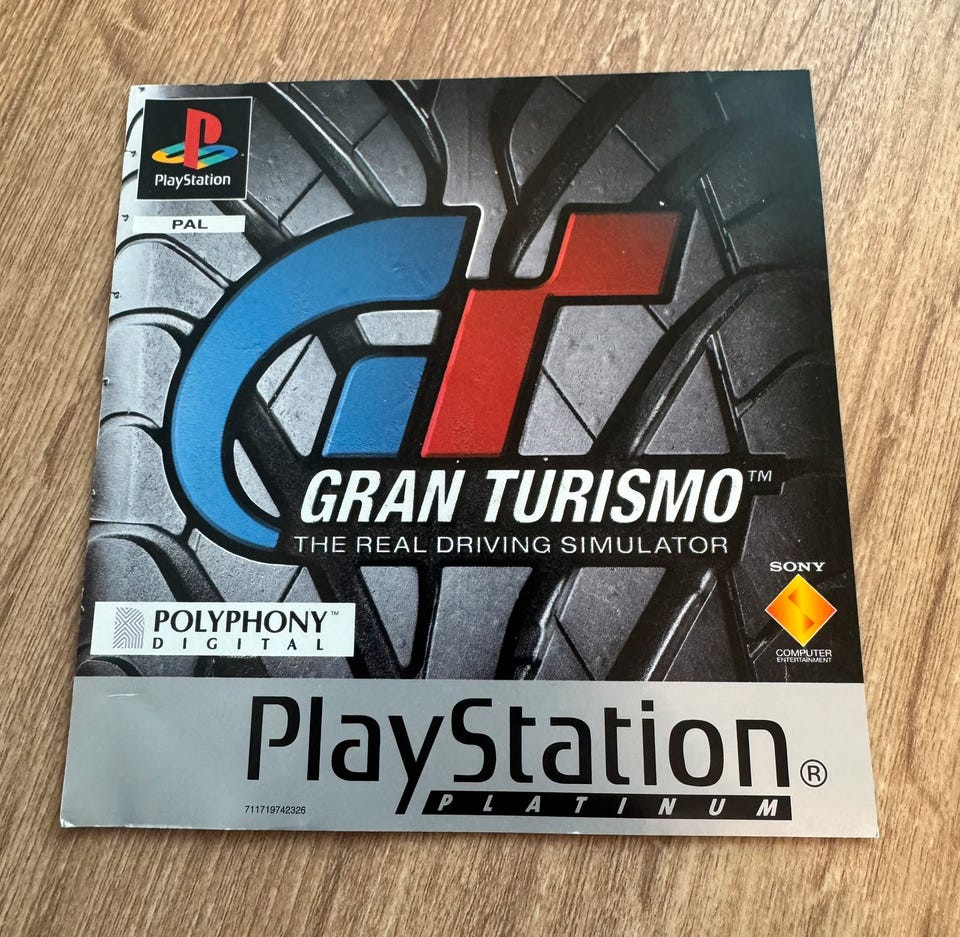 PlayStation
PAL
GT
GRAN TURISMO™
THE REAL DRIVING SIMULATOR
SONY
COMPUTER
ENTERTAINMENT
POLYPHONY™
DIGITAL
PlayStation®
PLATINUM
711719742326